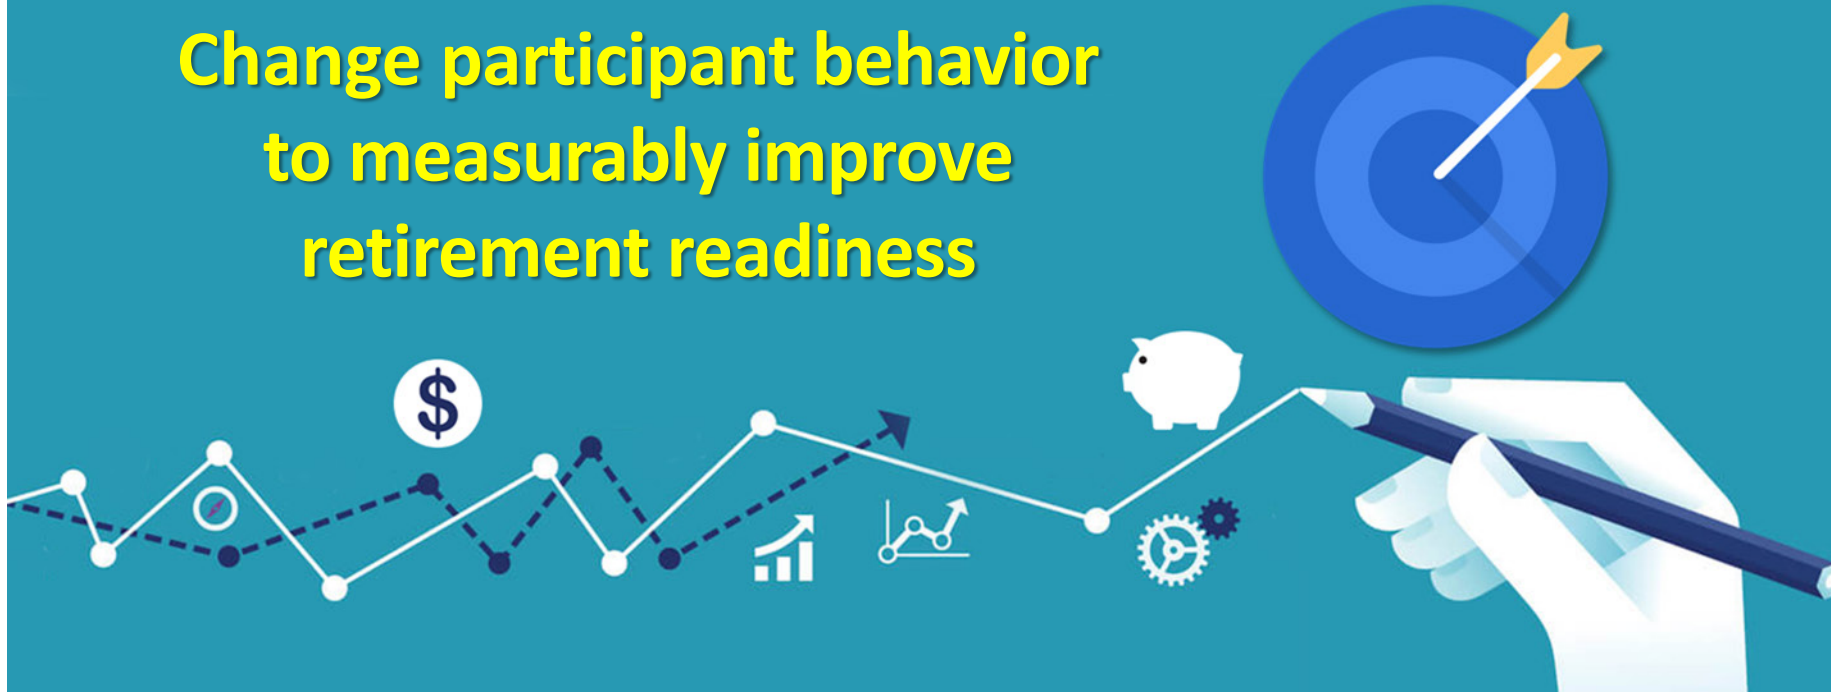 Change participant behavior
to measurably improve
retirement readiness
$